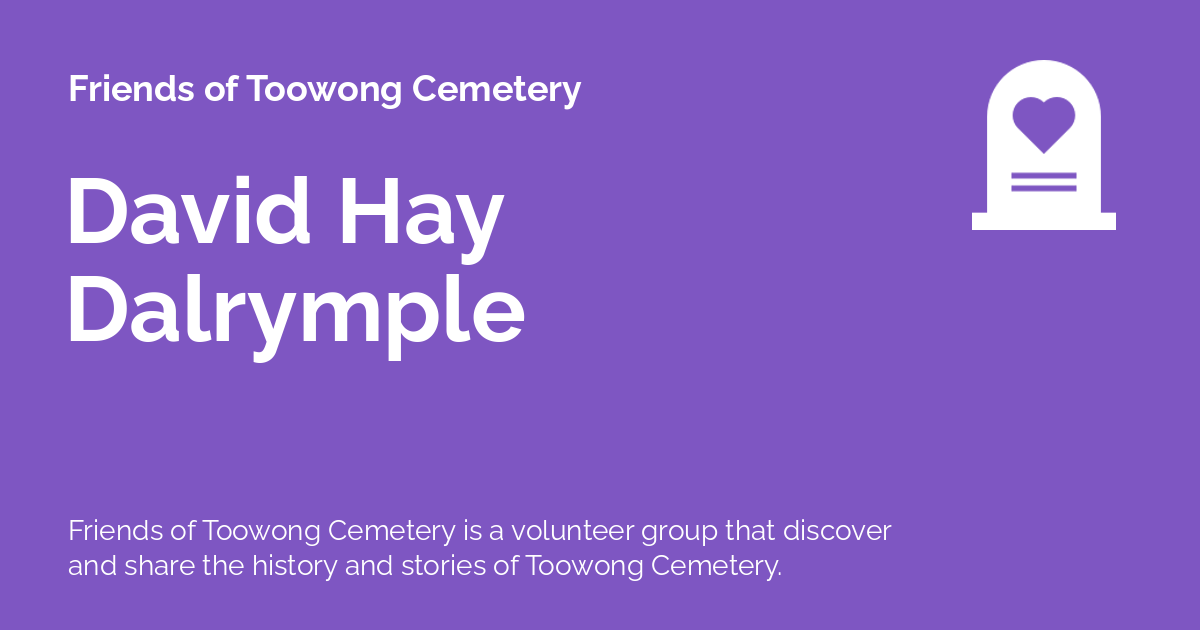 Friends of Toowong Cemetery
David Hay
Dalrymple
Friends of Toowong Cemetery is a volunteer group that discover
and share the history and stories of Toowong Cemetery.